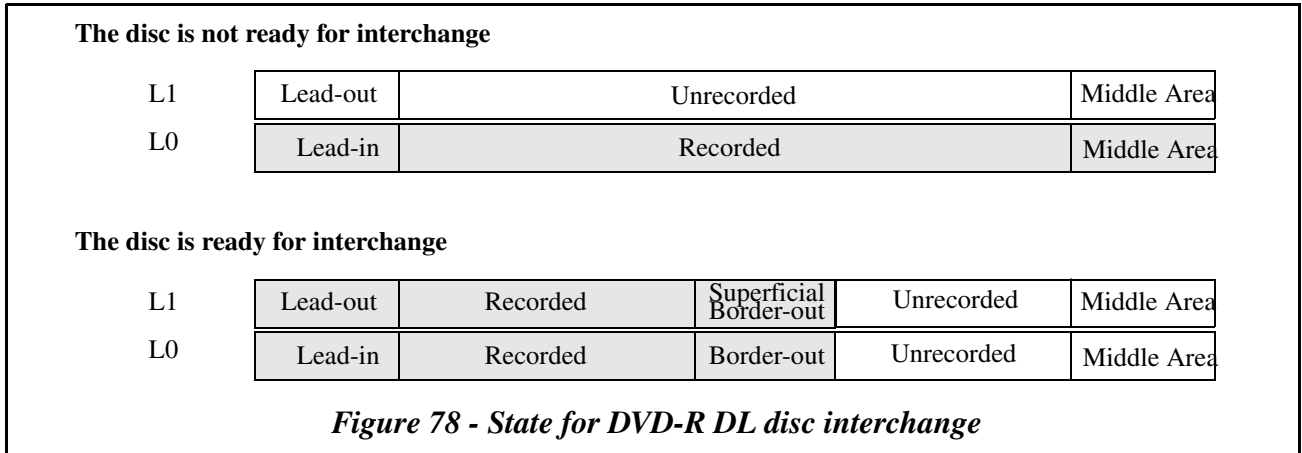 The disc is not ready for interchange
L1 Lead-out Unrecorded Middle Area
L0 Lead-in Recorded Middle Area
The disc is ready for interchange
L1 Lead-out Recorded Superficial Border-out Unrecorded Middle Area
L0 Lead-in Recorded Border-out Unrecorded Middle Area
Figure 78 - State for DVD-R DL disc interchange